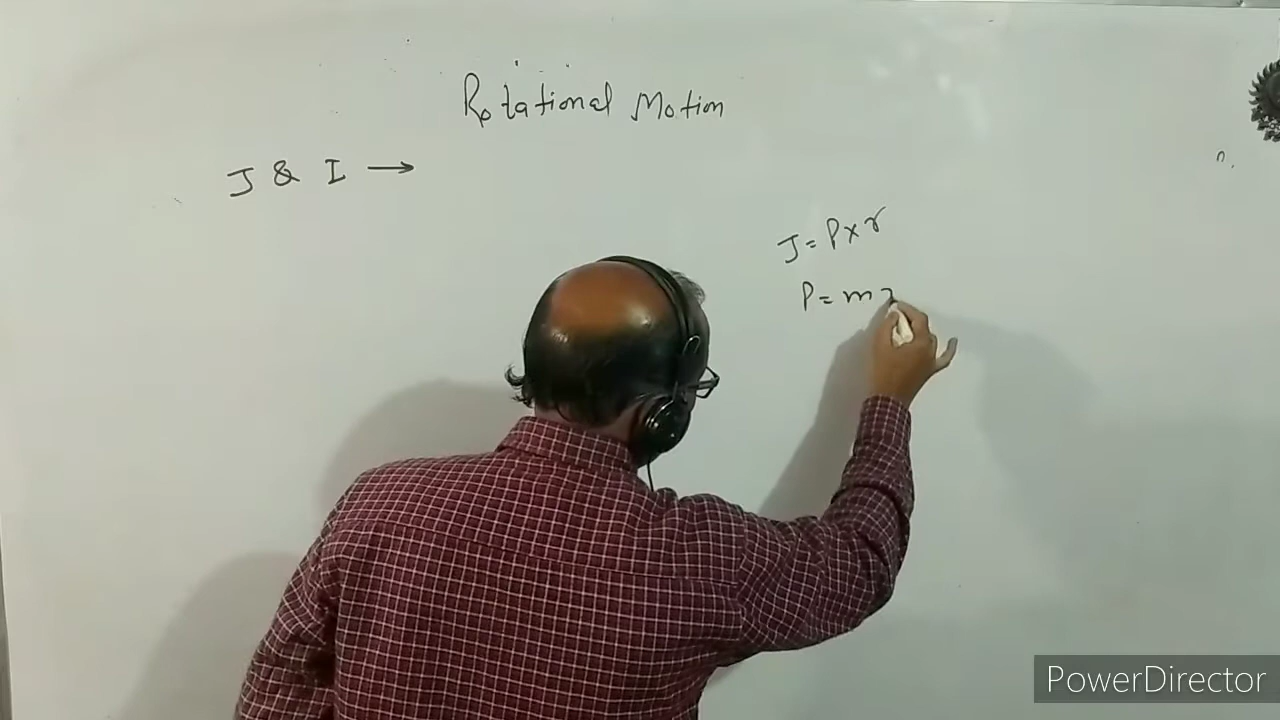 Rotational Motion
J & I →
J = P × r
P = m
n.
PowerDirector